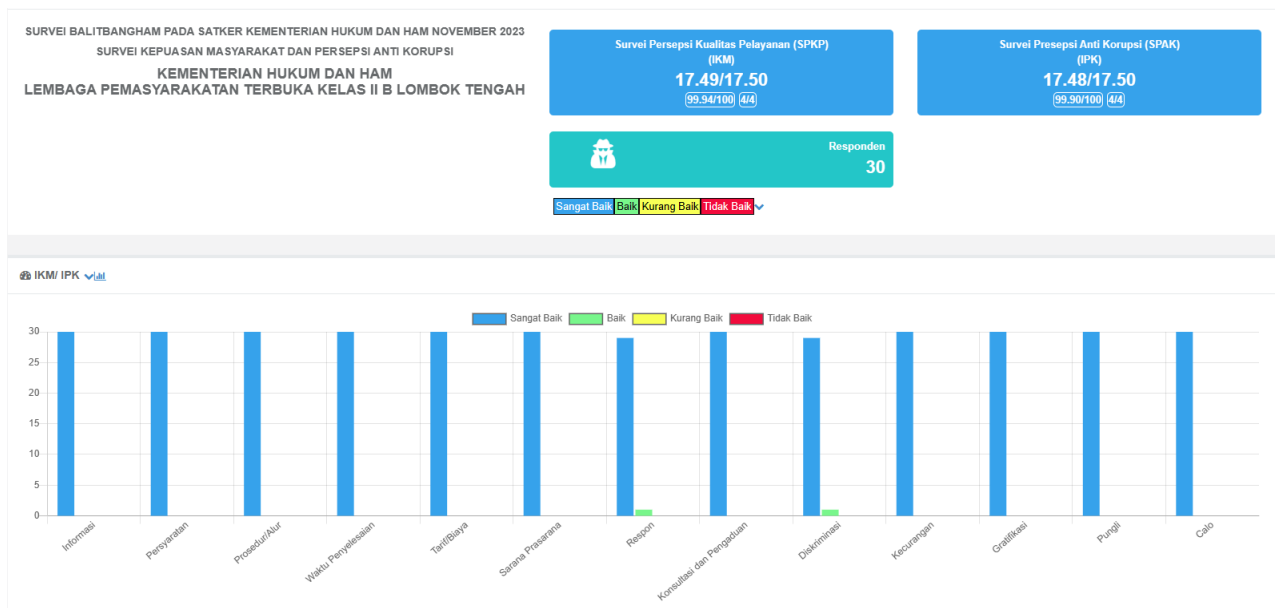 SURVEI BALITBANGHAM PADA SATKER KEMENTERIAN HUKUM DAN HAM NOVEMBER 2023
SURVEI KEPUASAN MASYARAKAT DAN PERSEPSI ANTI KORUPSI
KEMENTERIAN HUKUM DAN HAM
LEMBAGA PEMASYARAKATAN TERBUKA KELAS II B LOMBOK TENGAH
Survei Persepsi Kualitas Pelayanan (SPKP)
(IKM)
17.49/17.50
99.94/100 4/4
Survei Presepsi Anti Korupsi (SPAK)
(IPK)
17.48/17.50
99.90/100 4/4
Responden
30
Sangat Baik Baik Kurang Baik Tidak Baik
IKM/ IPK
Sangat Baik Baik Kurang Baik Tidak Baik
30
25
20
15
10
5
0
Informasi
Persyaratan
Prosedur/Alur
Waktu Penyelesaian
Tarif/Biaya
Sarana Prasarana
Respon
Konsultasi dan Pengaduan
Diskriminasi
Kecurangan
Gratifikasi
Pungli
Calo